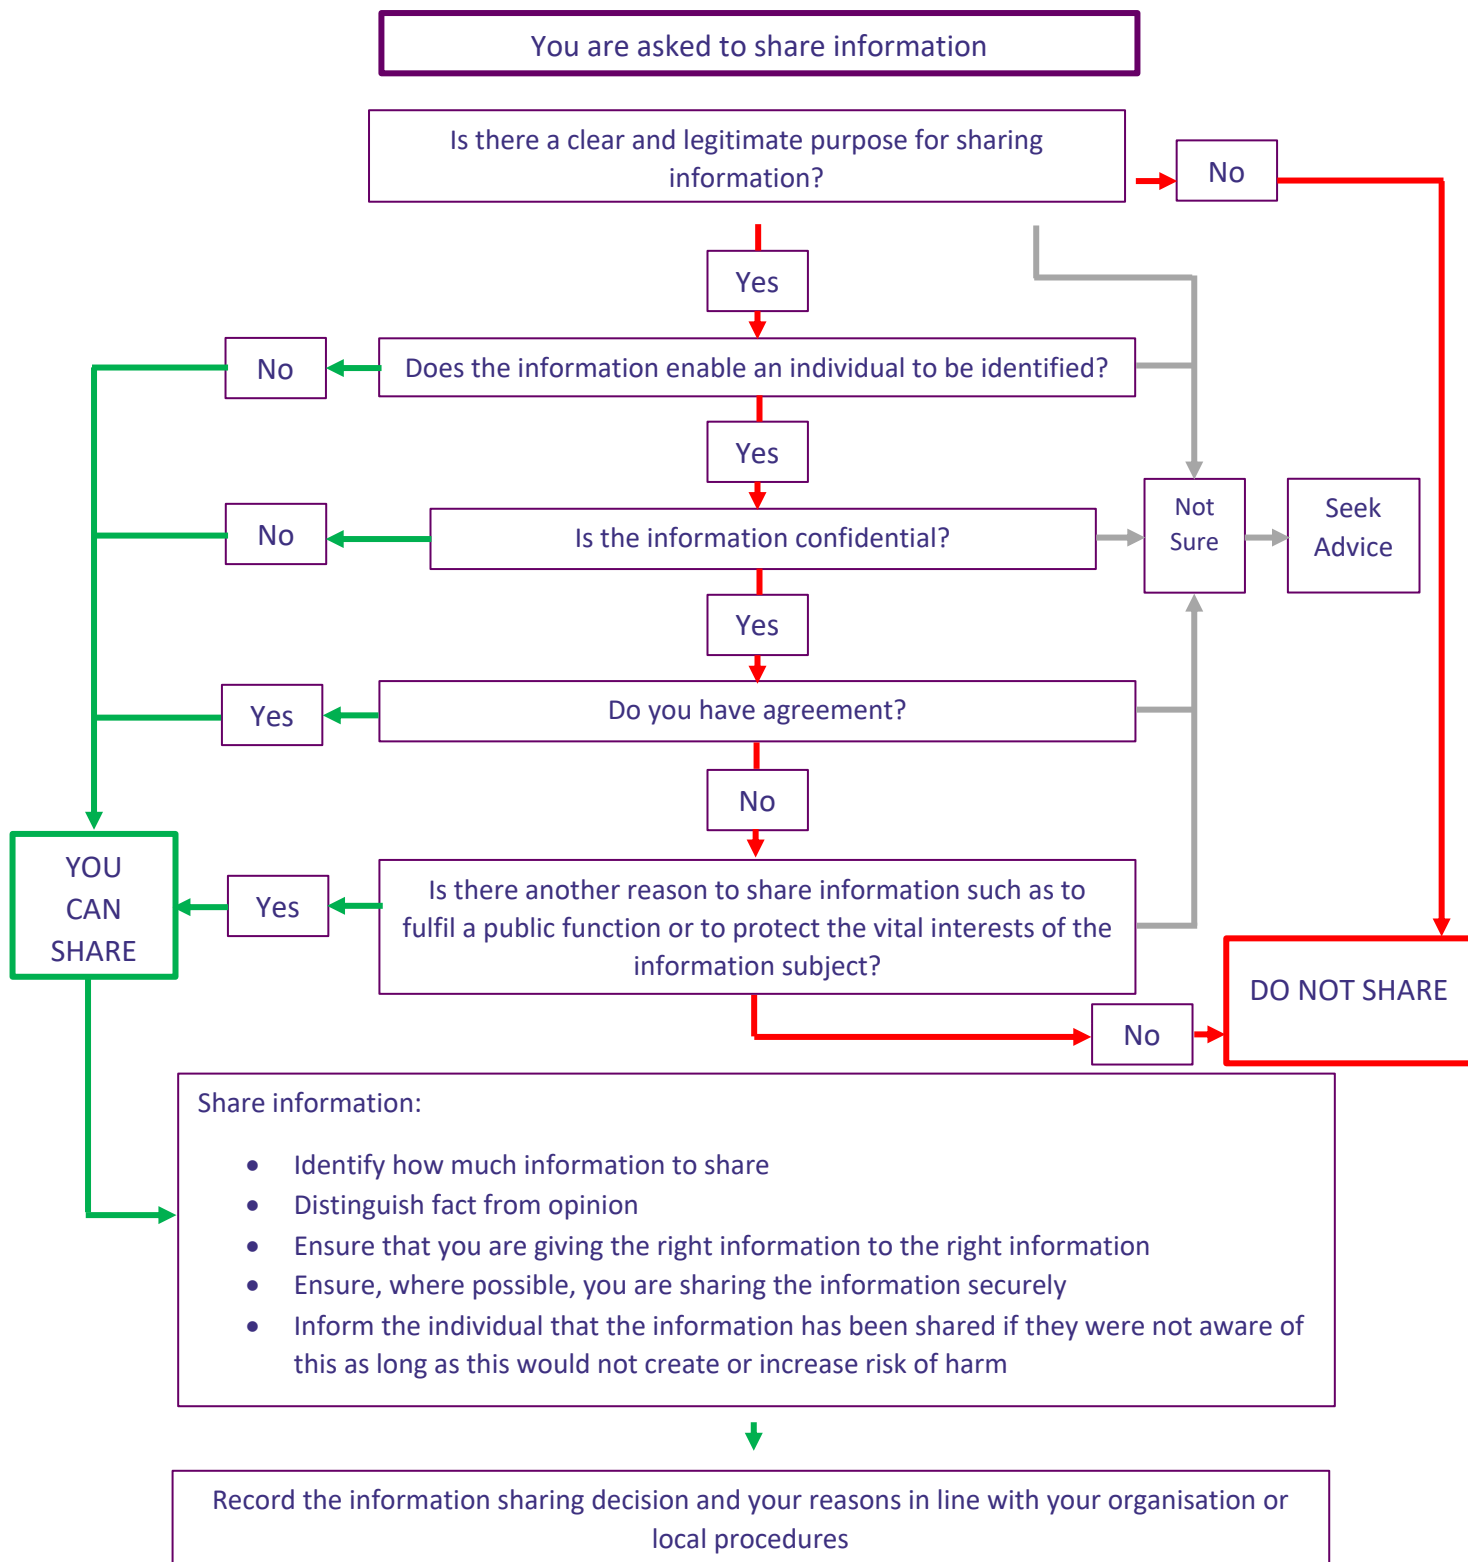 You are asked to share information
Is there a clear and legitimate purpose for sharing
information?
No
Yes
No
Does the information enable an individual to be identified?
Yes
No
Is the information confidential?
Not
Sure
Seek
Advice
Yes
Yes
Do you have agreement?
No
YOU
CAN
SHARE
Yes
Is there another reason to share information such as to
fulfil a public function or to protect the vital interests of the
information subject?
DO NOT SHARE
No
Share information:
• Identify how much information to share
• Distinguish fact from opinion
• Ensure that you are giving the right information to the right information
• Ensure, where possible, you are sharing the information securely
• Inform the individual that the information has been shared if they were not aware of
this as long as this would not create or increase risk of harm
Record the information sharing decision and your reasons in line with your organisation or
local procedures